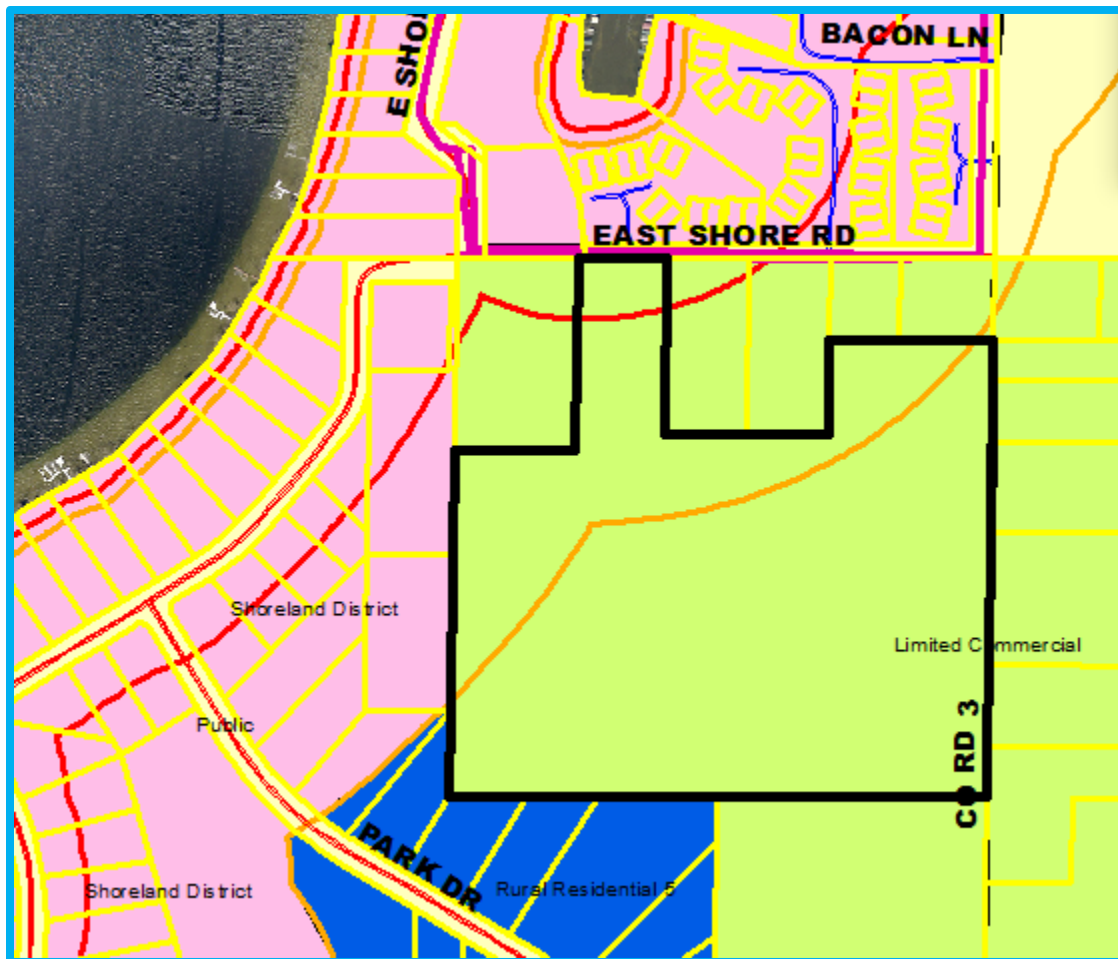 BACON LN
E SHO
EAST SHORE RD
Shoreland District
Limited Commercial
Public
CO RD 3
PARK DR
Shoreland District
Rural Residential 5